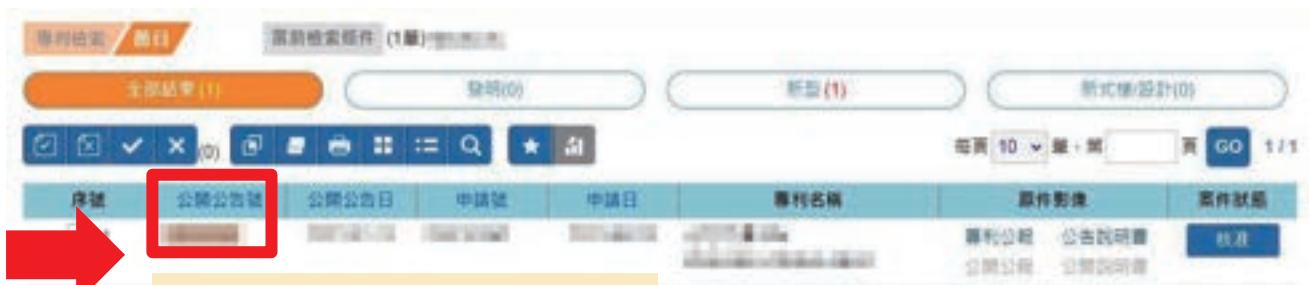 專利檢索 簡目 當前檢索條件 (1筆)
全部結果 (1) 發明(0) 新型 (1) 新式樣/設計(0)
(0) 每頁 10 筆，第 頁 GO 1 / 1
序號 公開公告號 公開公告日 申請號 申請日 專利名稱 原件影像 案件狀態
專利公報 公告說明書 核准
公開公報 公開說明書